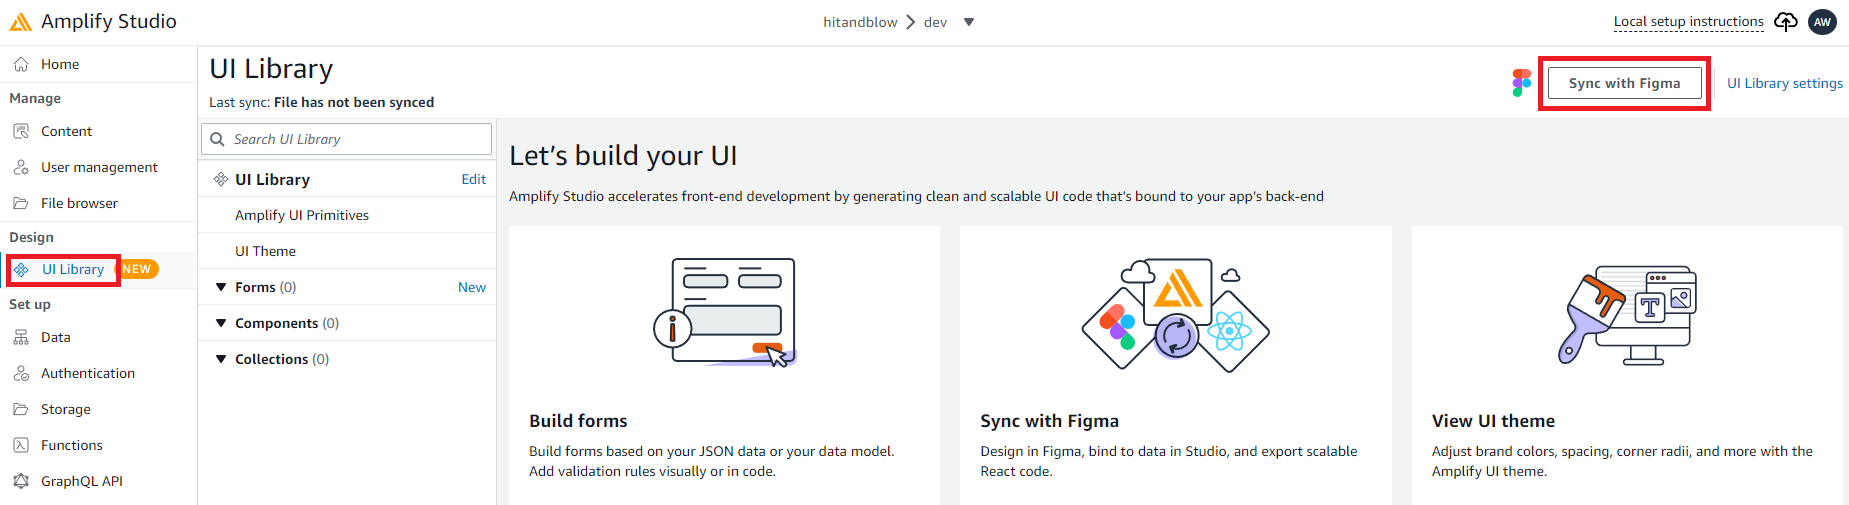 Amplify Studio
hitandblow
dev
Local setup instructions
AW
Home
Manage
Content
User management
File browser
Design
UI Library
NEW
Set up
Data
Authentication
Storage
Functions
GraphQL API
UI Library
Last sync: File has not been synced
Sync with Figma
UI Library settings
Search UI Library
UI Library
Edit
Amplify UI Primitives
UI Theme
Forms (0)
New
Components (0)
Collections (0)
Let's build your UI
Amplify Studio accelerates front-end development by generating clean and scalable UI code that's bound to your app's back-end
i
Build forms
Build forms based on your JSON data or your data model.
Add validation rules visually or in code.
Sync with Figma
Design in Figma, bind to data in Studio, and export scalable
React code.
T
View UI theme
Adjust brand colors, spacing, corner radii, and more with the
Amplify UI theme.